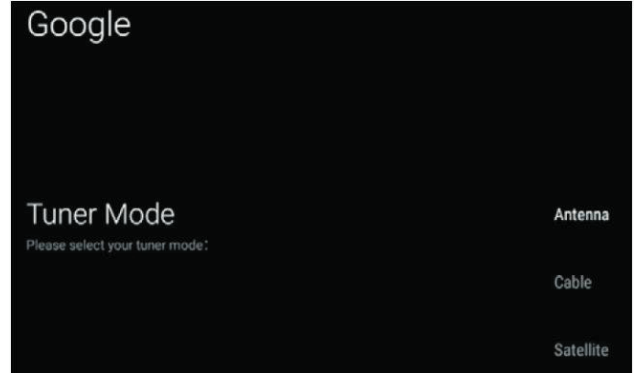 Google
Tuner Mode
Please select your tuner mode:
Antenna
Cable
Satellite